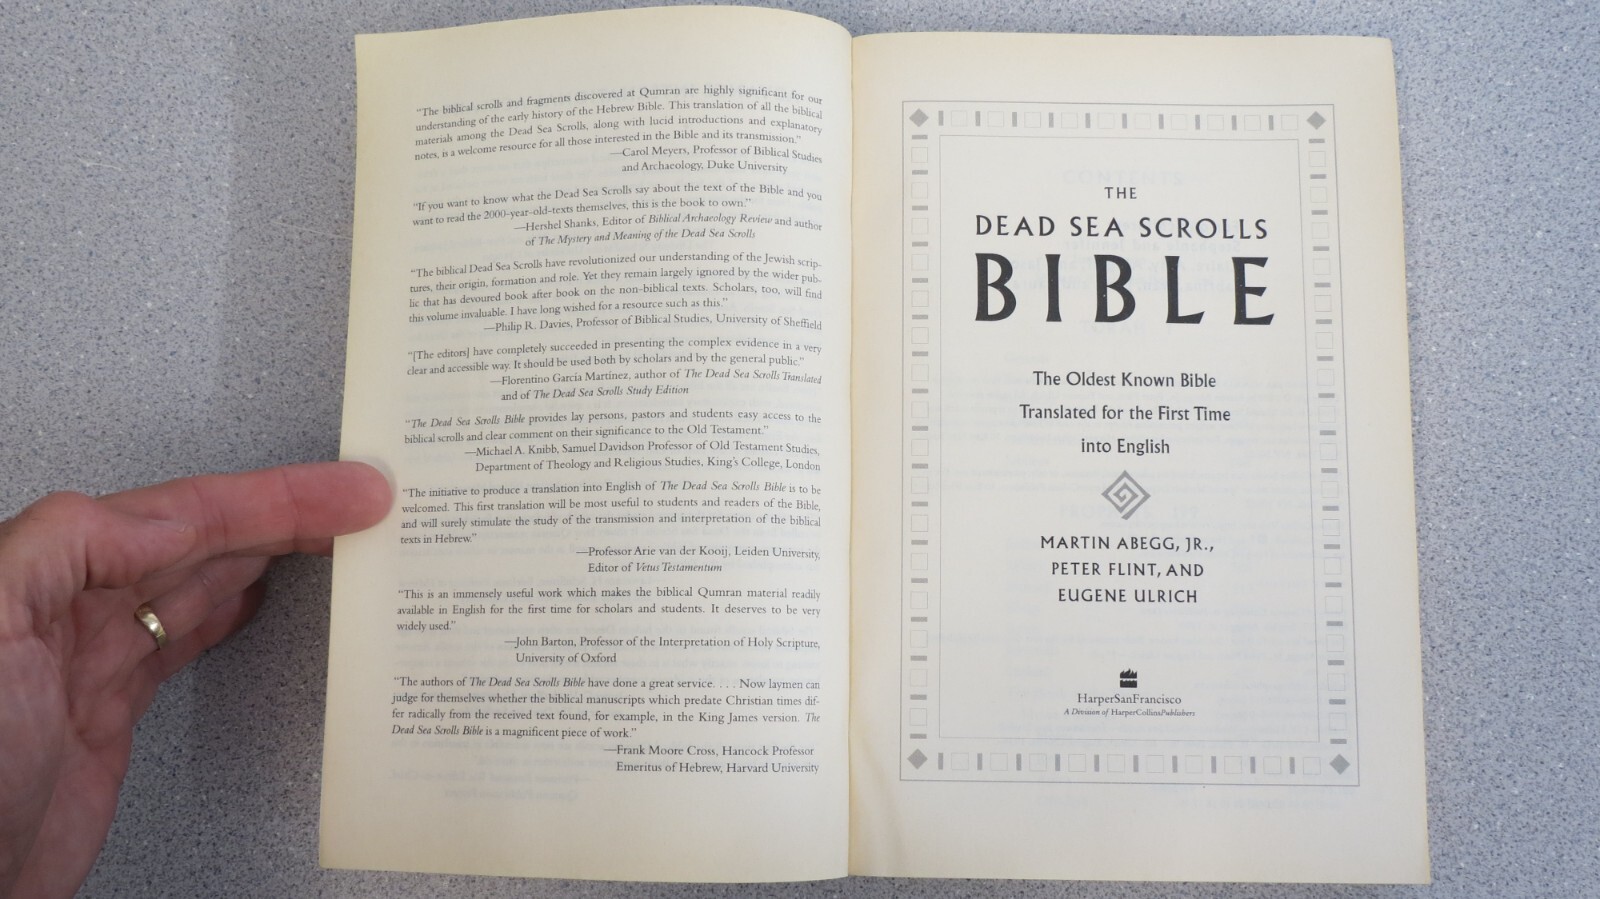 “The biblical scrolls and fragments discovered at Qumran are highly significant for our
understanding of the early history of the Hebrew Bible. This translation of all the biblical
materials among the Dead Sea Scrolls, along with lucid introductions and explanatory
notes, is a welcome resource for all those interested in the Bible and its transmission.”
—Carol Meyers, Professor of Biblical Studies
and Archaeology, Duke University
“If you want to know what the Dead Sea Scrolls say about the text of the Bible and you
want to read the 2000-year-old-texts themselves, this is the book to own.”
—Hershel Shanks, Editor of Biblical Archaeology Review and author
of The Mystery and Meaning of the Dead Sea Scrolls
“The biblical Dead Sea Scrolls have revolutionized our understanding of the Jewish scrip-
tures, their origin, formation and role. Yet they remain largely ignored by the wider pub-
lic that has devoured book after book on the non-biblical texts. Scholars, too, will find
this volume invaluable. I have long wished for a resource such as this.”
—Philip R. Davies, Professor of Biblical Studies, University of Sheffield
“[The editors] have completely succeeded in presenting the complex evidence in a very
clear and accessible way. It should be used both by scholars and by the general public.”
—Florentino García Martínez, author of The Dead Sea Scrolls Translated
and of The Dead Sea Scrolls Study Edition
“The Dead Sea Scrolls Bible provides lay persons, pastors and students easy access to the
biblical scrolls and clear comment on their significance to the Old Testament.”
—Michael A. Knibb, Samuel Davidson Professor of Old Testament Studies,
Department of Theology and Religious Studies, King’s College, London
“The initiative to produce a translation into English of The Dead Sea Scrolls Bible is to be
welcomed. This first translation will be most useful to students and readers of the Bible,
and will surely stimulate the study of the transmission and interpretation of the biblical
texts in Hebrew.”
—Professor Arie van der Kooij, Leiden University,
Editor of Vetus Testamentum
“This is an immensely useful work which makes the biblical Qumran material readily
available in English for the first time for scholars and students. It deserves to be very
widely used.”
—John Barton, Professor of the Interpretation of Holy Scripture,
University of Oxford
“The authors of The Dead Sea Scrolls Bible have done a great service. . . . Now laymen can
judge for themselves whether the biblical manuscripts which predate Christian times dif-
fer radically from the received text found, for example, in the King James version. The
Dead Sea Scrolls Bible is a magnificent piece of work.”
—Frank Moore Cross, Hancock Professor
Emeritus of Hebrew, Harvard University
THE
DEAD SEA SCROLLS
BIBLE
The Oldest Known Bible
Translated for the First Time
into English
MARTIN ABEGG, JR.,
PETER FLINT, AND
EUGENE ULRICH
HarperSanFrancisco
A Division of HarperCollinsPublishers